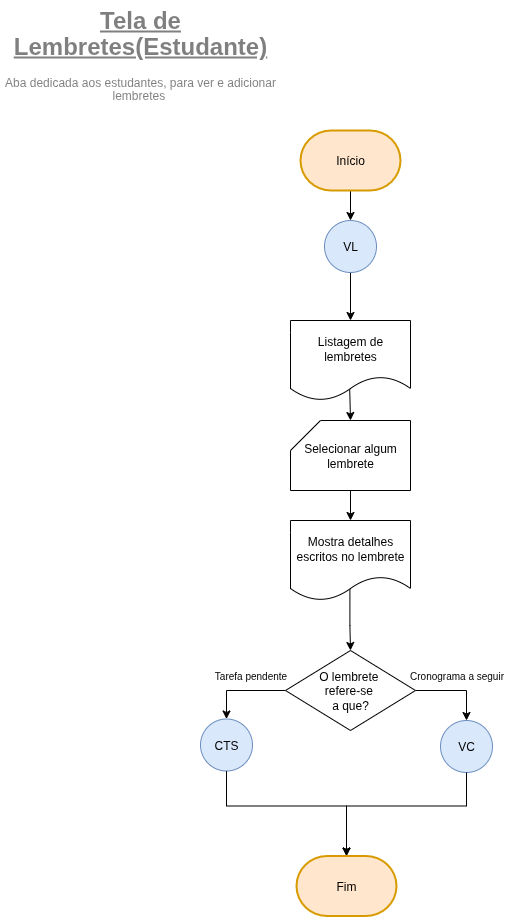 Tela de
Lembretes(Estudante)
Aba dedicada aos estudantes, para ver e adicionar
lembretes
Início
VL
Listagem de
lembretes
Selecionar algum
lembrete
Mostra detalhes
escritos no lembrete
O lembrete
refere-se
a que?
Tarefa pendente
Cronograma a seguir
CTS
VC
Fim